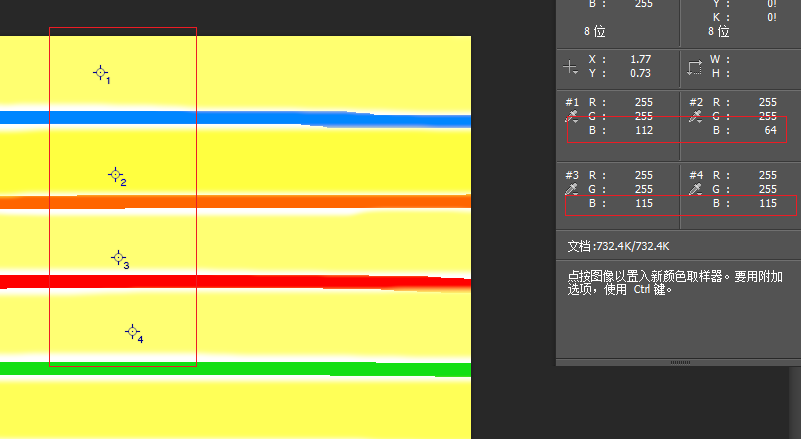 B : 255
Y : 0!
K : 0!
8 位
8 位
X : 1.77
Y : 0.73
W :
H :
#1 R : 255
G : 255
B : 112
#2 R : 255
G : 255
B : 64
#3 R : 255
G : 255
B : 115
#4 R : 255
G : 255
B : 115
文档:732.4K/732.4K
点按图像以置入新颜色取样器。要用附加
选项，使用 Ctrl 键。
1
2
3
4